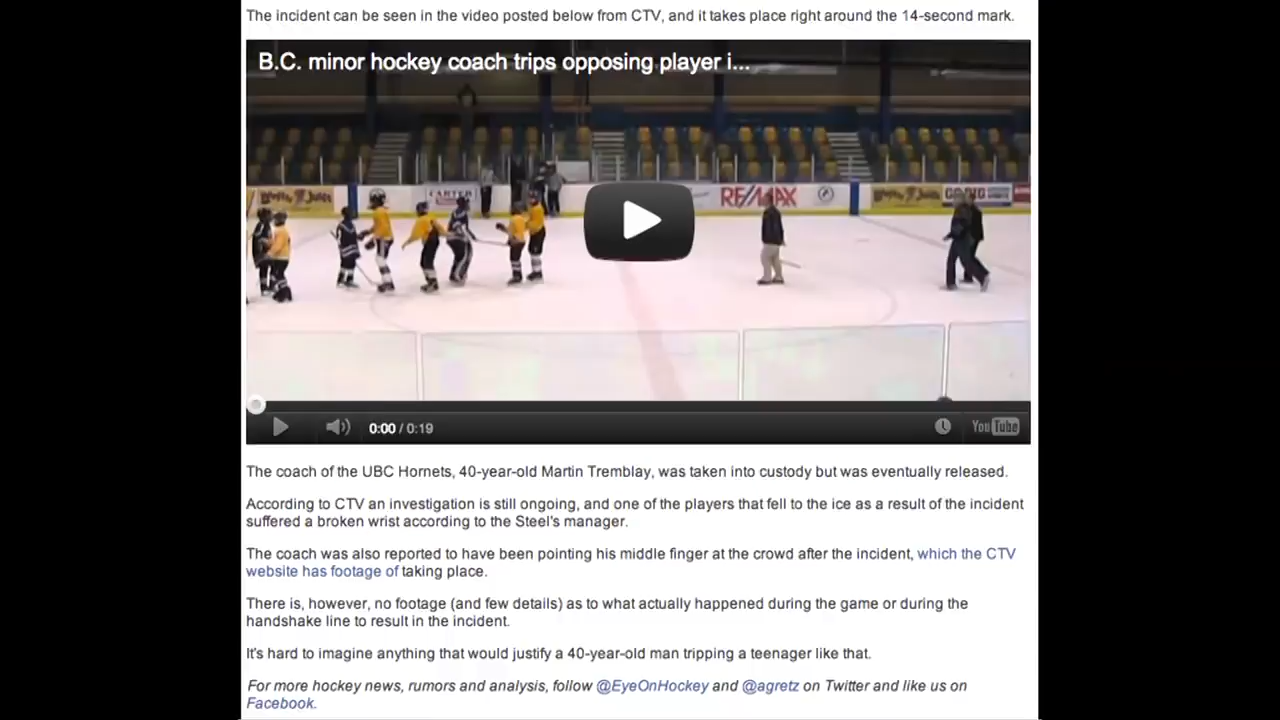 The incident can be seen in the video posted below from CTV, and it takes place right around the 14-second mark.
B.C. minor hockey coach trips opposing player i...
CARTER
RE/MAX
0:00 / 0:19
YouTube
The coach of the UBC Hornets, 40-year-old Martin Tremblay, was taken into custody but was eventually released.
According to CTV an investigation is still ongoing, and one of the players that fell to the ice as a result of the incident
suffered a broken wrist according to the Steel's manager.
The coach was also reported to have been pointing his middle finger at the crowd after the incident, which the CTV
website has footage of taking place.
There is, however, no footage (and few details) as to what actually happened during the game or during the
handshake line to result in the incident.
It's hard to imagine anything that would justify a 40-year-old man tripping a teenager like that.
For more hockey news, rumors and analysis, follow @EyeOnHockey and @agretz on Twitter and like us on
Facebook.